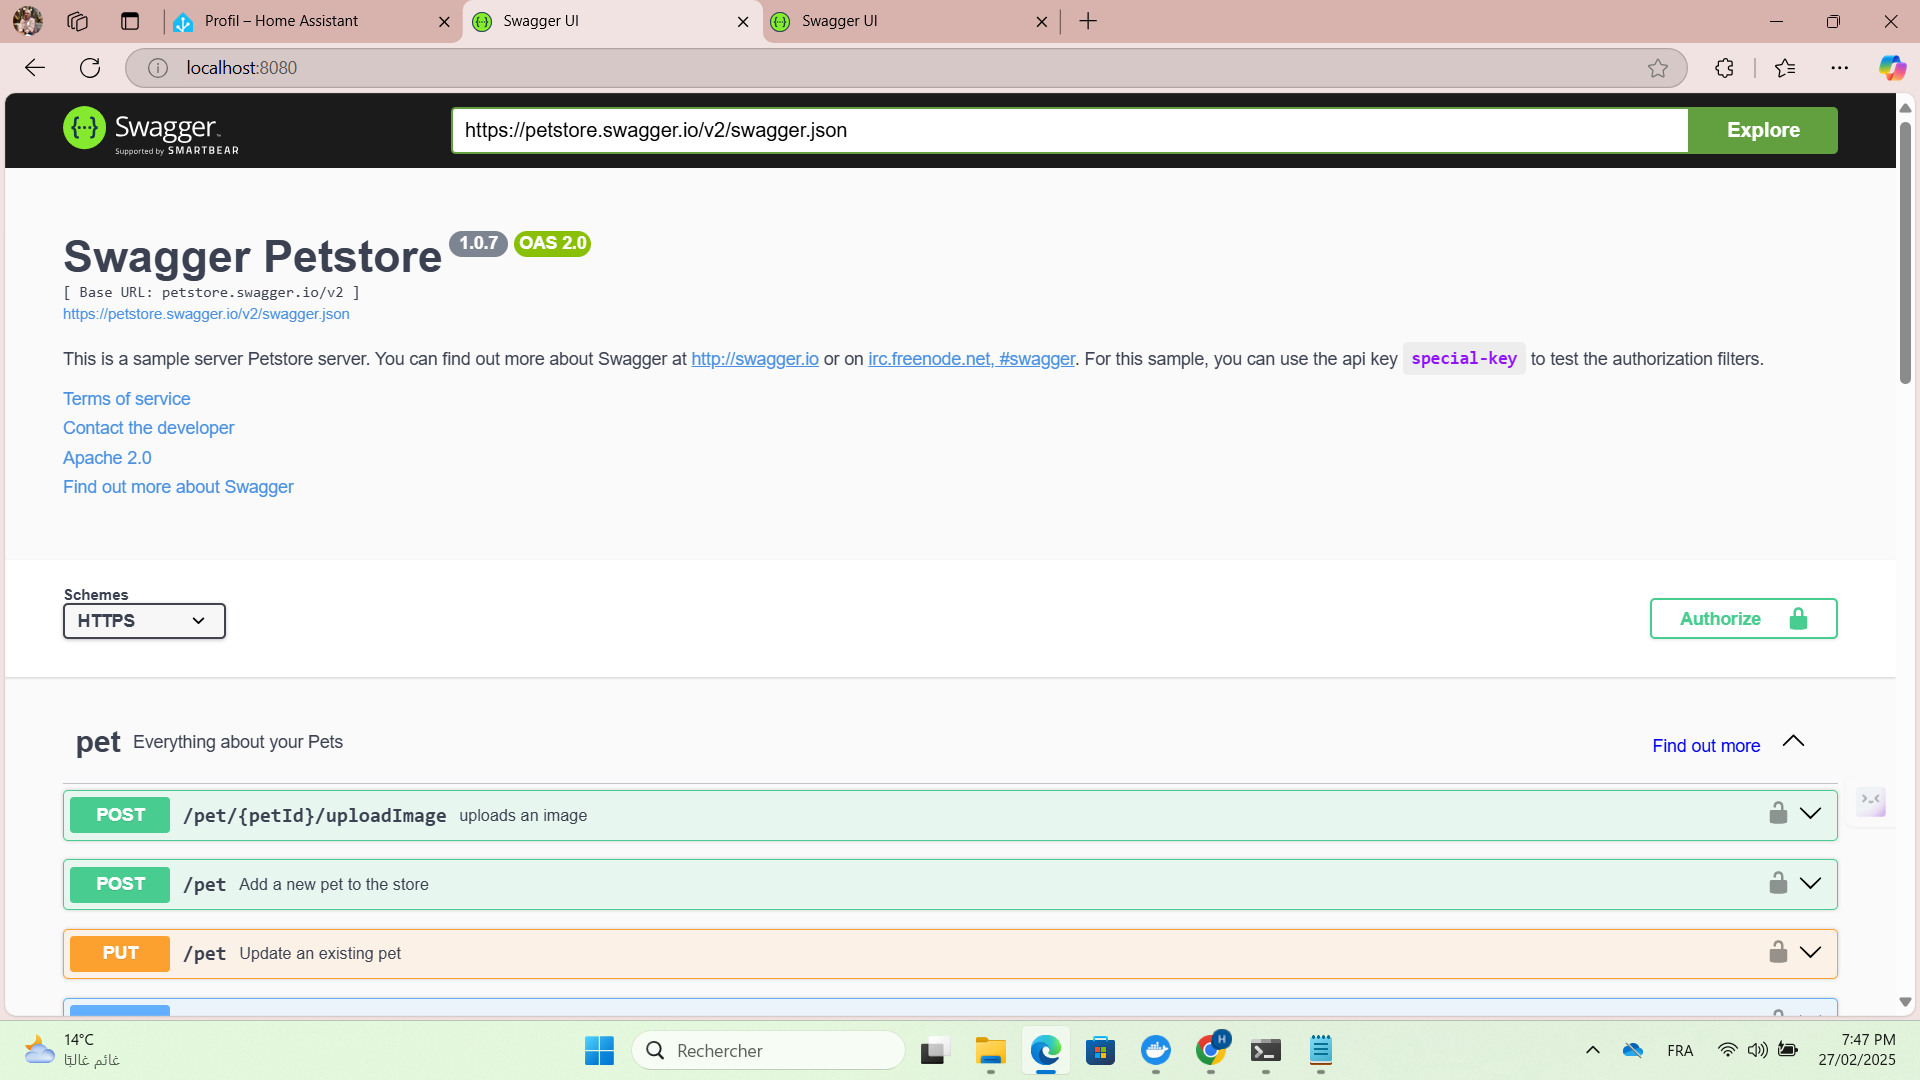 Profil – Home Assistant
Swagger UI
Swagger UI
localhost:8080
Swagger
Supported by SMARTBEAR
https://petstore.swagger.io/v2/swagger.json
Explore
Swagger Petstore 1.0.7 OAS 2.0
[ Base URL: petstore.swagger.io/v2 ]
https://petstore.swagger.io/v2/swagger.json
This is a sample server Petstore server. You can find out more about Swagger at http://swagger.io or on irc.freenode.net, #swagger. For this sample, you can use the api key special-key to test the authorization filters.
Terms of service
Contact the developer
Apache 2.0
Find out more about Swagger
Schemes
HTTPS
Authorize
pet Everything about your Pets
Find out more
POST /pet/{petId}/uploadImage uploads an image
POST /pet Add a new pet to the store
PUT /pet Update an existing pet
14°C
غائم غالبًا
Rechercher
H
FRA
7:47 PM
27/02/2025